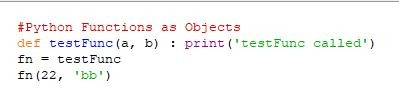 #Python Functions as Objects
def testFunc(a, b) : print('testFunc called')
fn = testFunc
fn(22, 'bb')